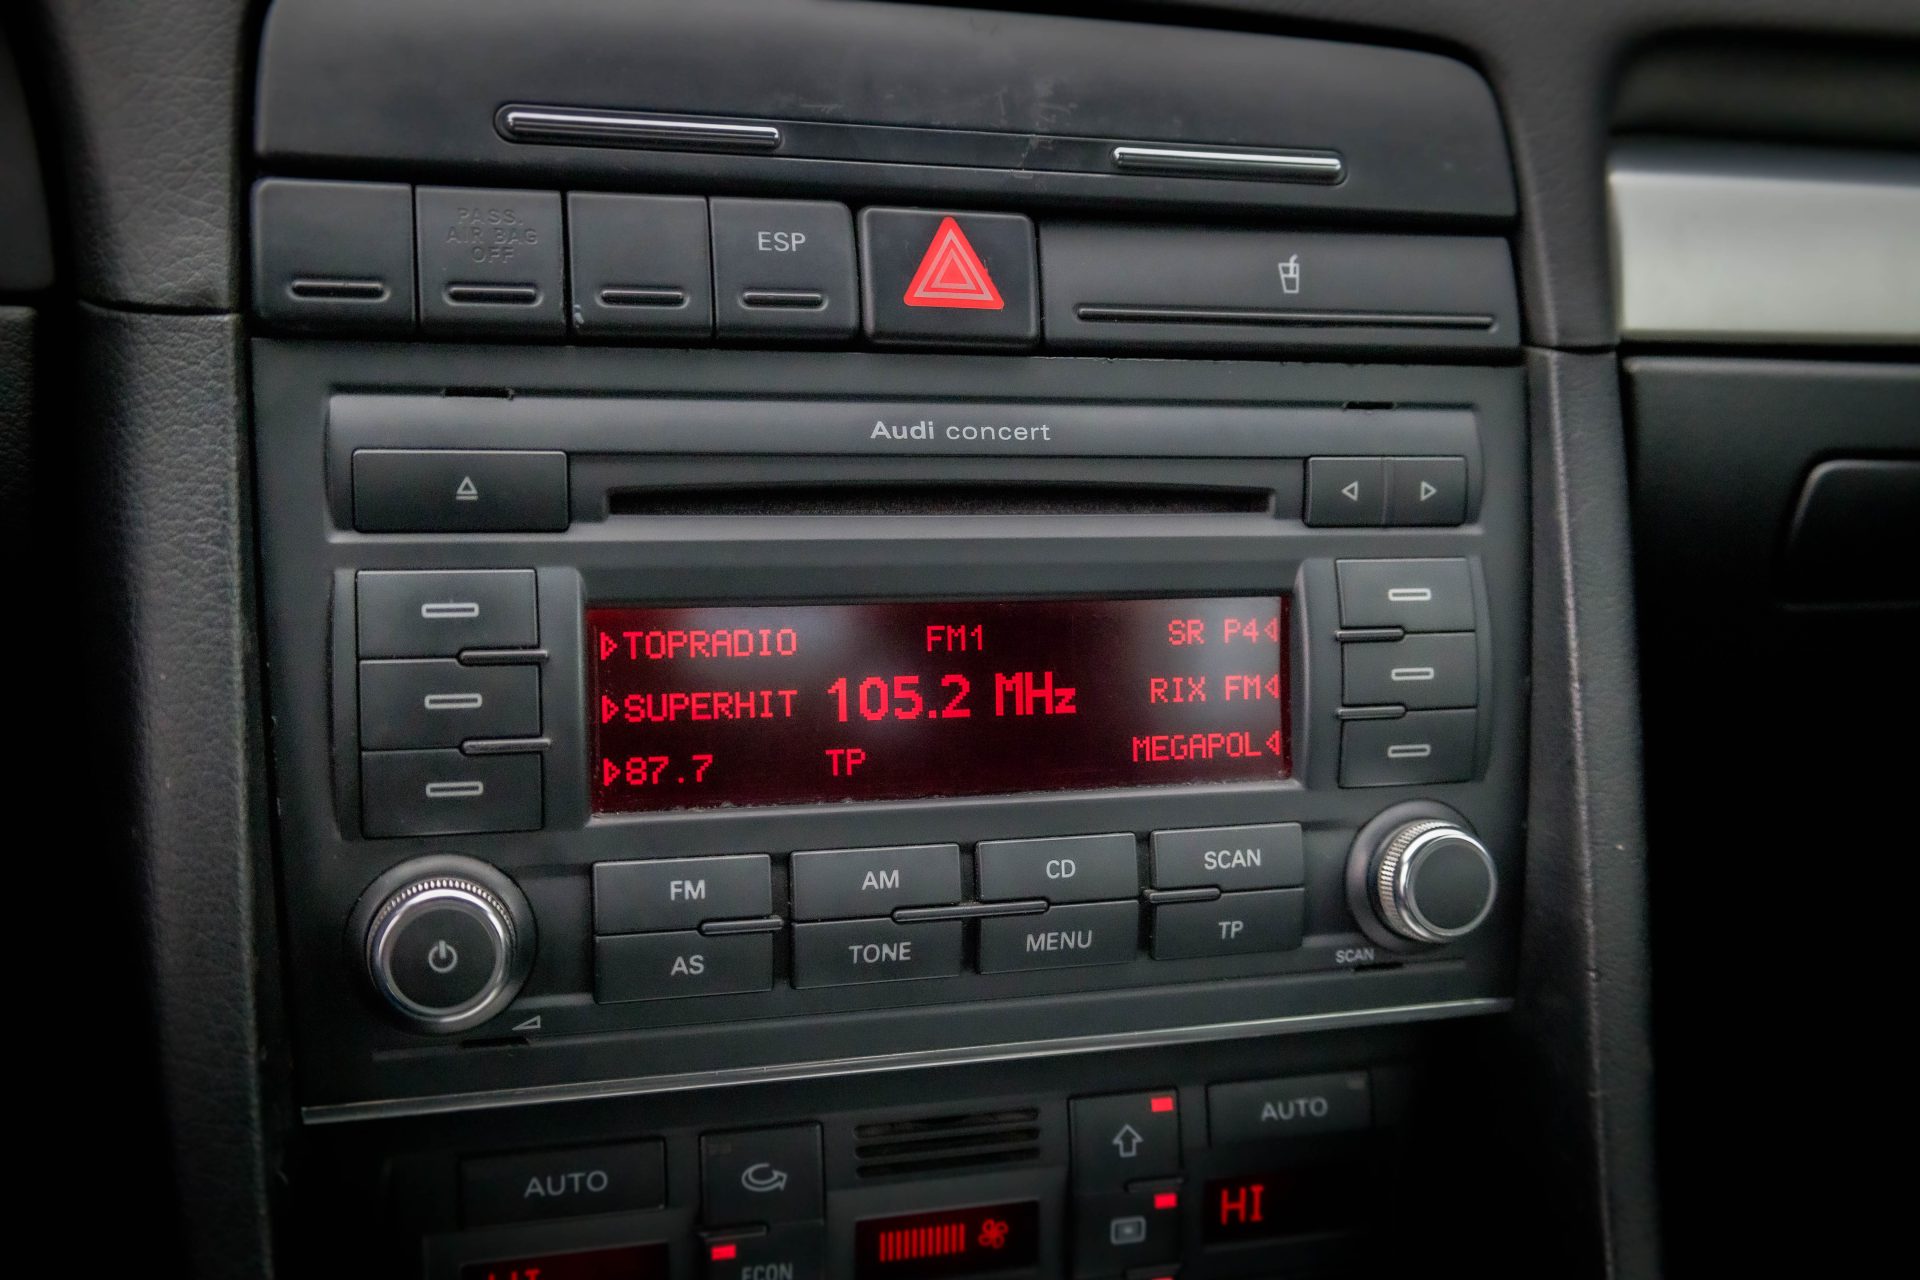 PASS.
AIR BAG
OFF
ESP
Audi concert
TOPRADIO FM1 SR P4
SUPERHIT 105.2 MHz RIX FM
87.7 TP MEGAPOL
FM AM CD SCAN
AS TONE MENU TP
SCAN
AUTO AUTO
HI
ECON